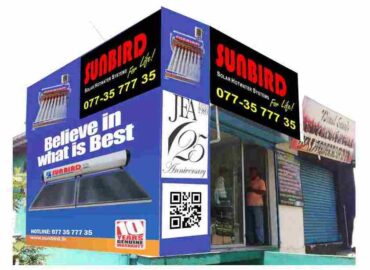 SUNBIRD
SOLAR HOTWATER SYSTEMS
For Life!
077-35 777 35
Believe in
what is Best
SUNBIRD
HOTLINE: 077 35 777 35
www.sunbird.lk
10
YEARS
GENUINE
WARRANTY
JFA
25
Anniversary
SUNBIRD
SOLAR HOTWATER SYSTEMS
For Life!
077-35 777 35